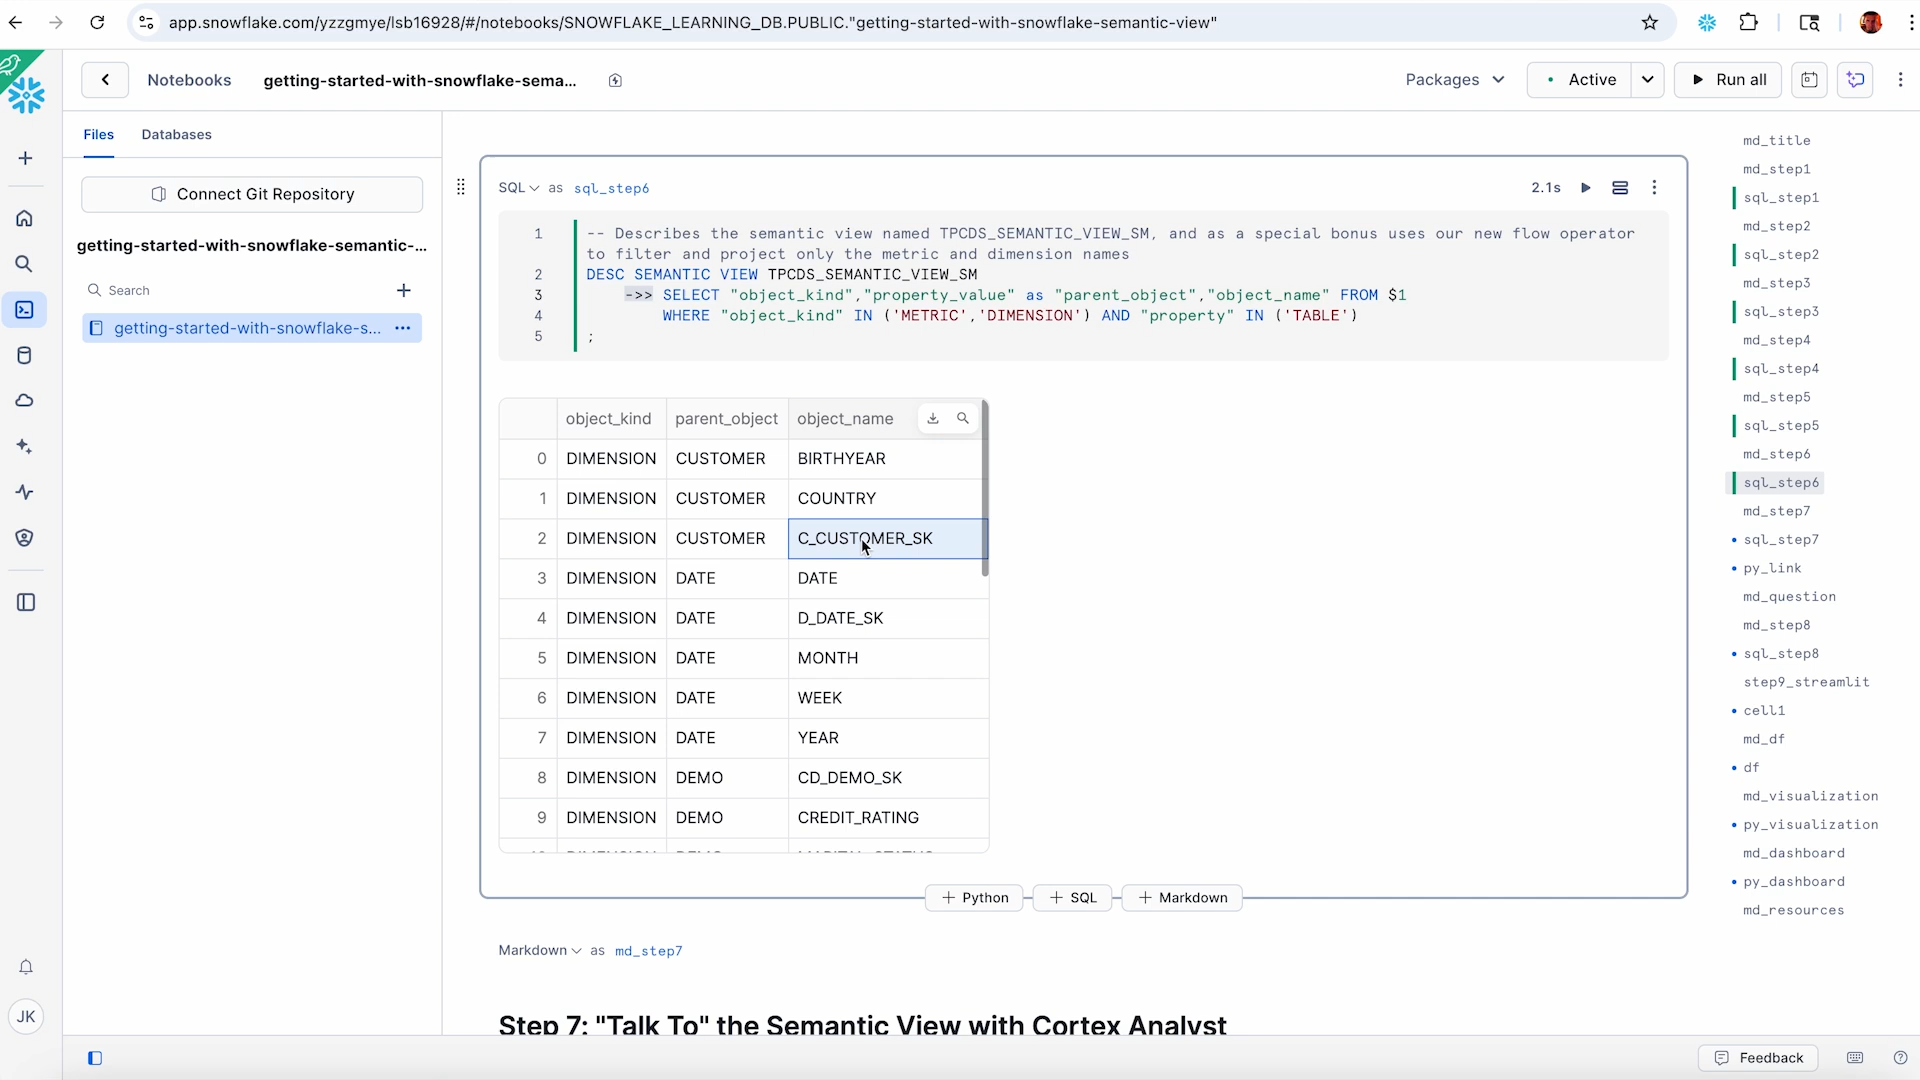 app.snowflake.com/yzzgmye/lsb16928/#/notebooks/SNOWFLAKE_LEARNING_DB.PUBLIC."getting-started-with-snowflake-semantic-view"
Notebooks
getting-started-with-snowflake-sema...
Packages
Active
Run all
Files
Databases
Connect Git Repository
getting-started-with-snowflake-semantic-...
Search
getting-started-with-snowflake-s...
JK
SQL as sql_step6
2.1s
1 -- Describes the semantic view named TPCDS_SEMANTIC_VIEW_SM, and as a special bonus uses our new flow operator
to filter and project only the metric and dimension names
2 DESC SEMANTIC VIEW TPCDS_SEMANTIC_VIEW_SM
3 ->> SELECT "object_kind","property_value" as "parent_object","object_name" FROM $1
4 WHERE "object_kind" IN ('METRIC','DIMENSION') AND "property" IN ('TABLE')
5 ;
object_kind parent_object object_name
0 DIMENSION CUSTOMER BIRTHYEAR
1 DIMENSION CUSTOMER COUNTRY
2 DIMENSION CUSTOMER C_CUSTOMER_SK
3 DIMENSION DATE DATE
4 DIMENSION DATE D_DATE_SK
5 DIMENSION DATE MONTH
6 DIMENSION DATE WEEK
7 DIMENSION DATE YEAR
8 DIMENSION DEMO CD_DEMO_SK
9 DIMENSION DEMO CREDIT_RATING
+ Python
+ SQL
+ Markdown
Markdown as md_step7
Step 7: "Talk To" the Semantic View with Cortex Analyst
md_title
md_step1
sql_step1
md_step2
sql_step2
md_step3
sql_step3
md_step4
sql_step4
md_step5
sql_step5
md_step6
sql_step6
md_step7
sql_step7
py_link
md_question
md_step8
sql_step8
step9_streamlit
cell1
md_df
df
md_visualization
py_visualization
md_dashboard
py_dashboard
md_resources
Feedback